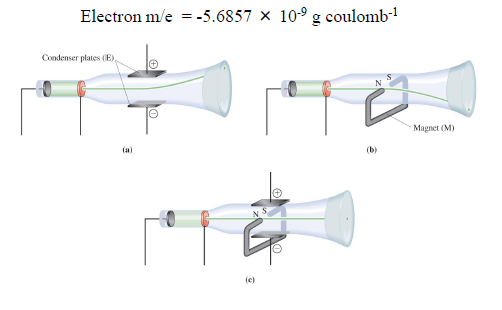 Electron m/e = -5.6857 × 10⁻⁹ g coulomb⁻¹
Condenser plates (E)
+
−
(a)
N S
Magnet (M)
(b)
+
N S
−
(c)